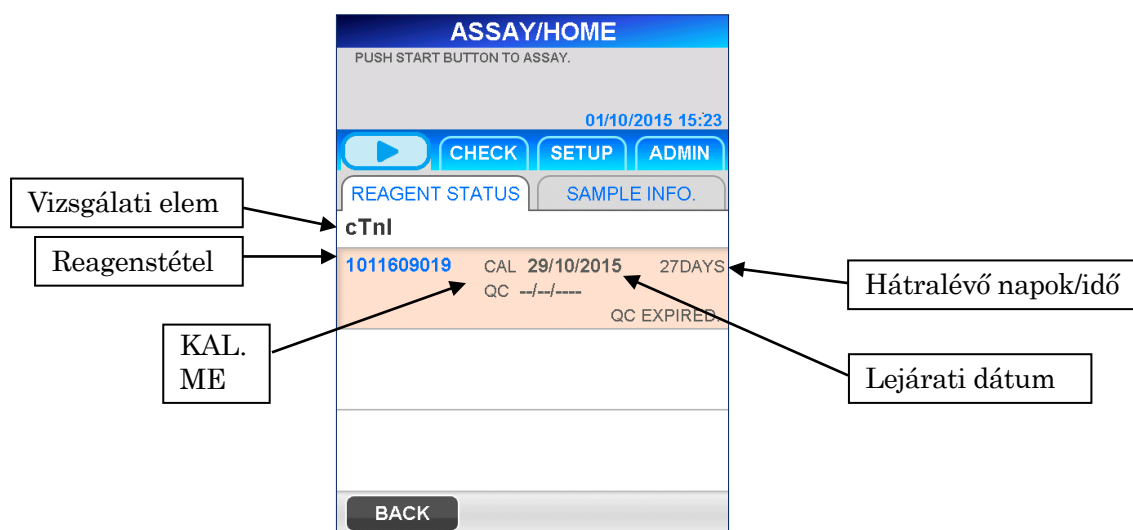 ASSAY/HOME
PUSH START BUTTON TO ASSAY.
01/10/2015 15:23
CHECK SETUP ADMIN
REAGENT STATUS SAMPLE INFO.
Vizsgálati elem
cTnI
Reagenstétel
1011609019 CAL 29/10/2015 27DAYS
QC --/--/----
Hátralévő napok/idő
QC EXPIRED.
KAL.
ME
Lejárati dátum
BACK